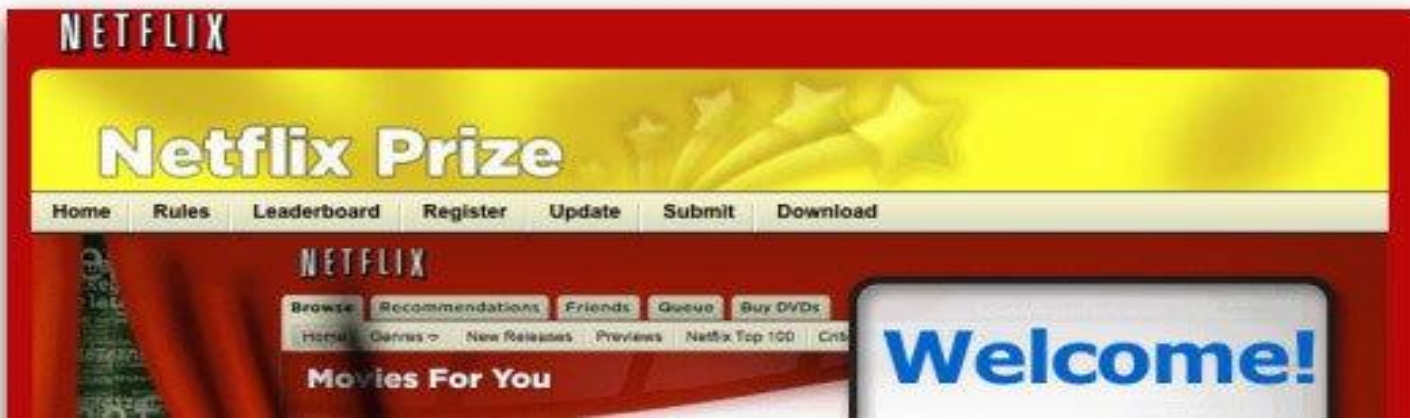 NETFLIX
Netflix Prize
Home Rules Leaderboard Register Update Submit Download
NETFLIX
Browse Recommendations Friends Queue Buy DVDs
Home Genres New Releases Previews Netflix Top 100
Movies For You
Welcome!